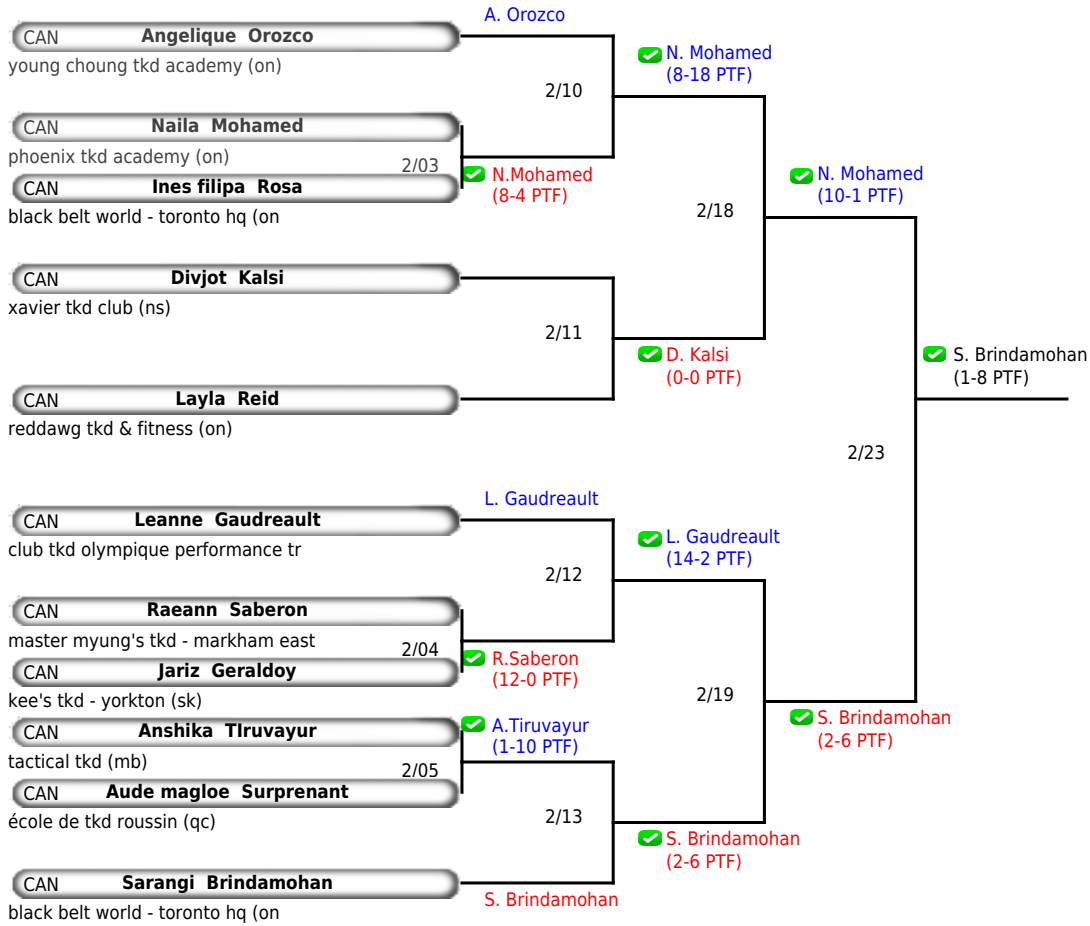 A. Orozco
CAN Angelique Orozco
young choung tkd academy (on)
N. Mohamed
(8-18 PTF)
2/10
CAN Naila Mohamed
phoenix tkd academy (on)
2/03
N.Mohamed
(8-4 PTF)
CAN Ines filipa Rosa
black belt world - toronto hq (on
N. Mohamed
(10-1 PTF)
2/18
CAN Divjot Kalsi
xavier tkd club (ns)
2/11
D. Kalsi
(0-0 PTF)
CAN Layla Reid
reddawg tkd & fitness (on)
S. Brindamohan
(1-8 PTF)
2/23
L. Gaudreault
CAN Leanne Gaudreault
club tkd olympique performance tr
L. Gaudreault
(14-2 PTF)
2/12
CAN Raeann Saberon
master myung's tkd - markham east
2/04
R.Saberon
(12-0 PTF)
CAN Jariz Geraldoy
kee's tkd - yorkton (sk)
2/19
S. Brindamohan
(2-6 PTF)
CAN Anshika TIruvayur
tactical tkd (mb)
A.Tiruvayur
(1-10 PTF)
2/05
CAN Aude magloe Surprenant
école de tkd roussin (qc)
2/13
S. Brindamohan
(2-6 PTF)
CAN Sarangi Brindamohan
black belt world - toronto hq (on
S. Brindamohan